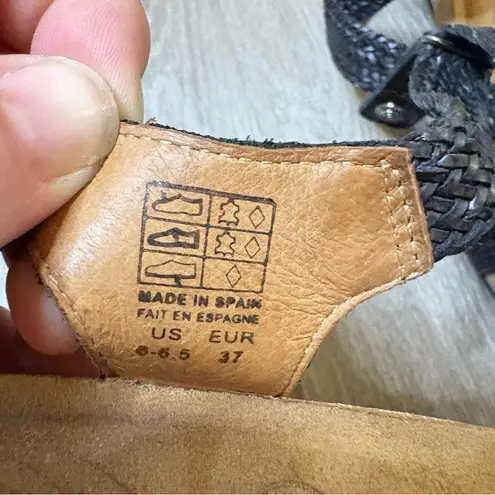 MADE IN SPAIN
FAIT EN ESPAGNE
US EUR
6-6.5 37